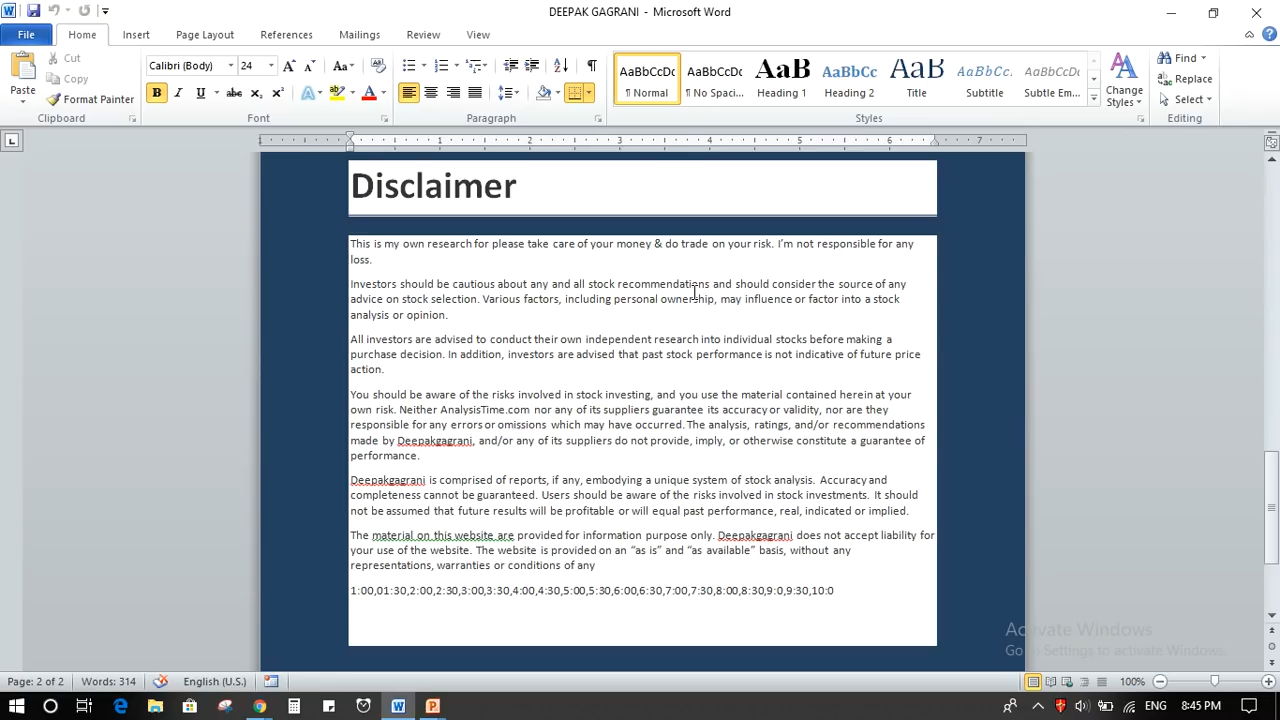 DEEPAK GAGRANI - Microsoft Word
File Home Insert Page Layout References Mailings Review View
Paste
Cut
Copy
Format Painter
Clipboard
Calibri (Body) 24
Font
Paragraph
AaBbCcDc AaBbCcDc AaB AaBbCc AaB AaBbCc. AaBbCcDc
¶ Normal ¶ No Spaci... Heading 1 Heading 2 Title Subtitle Subtle Em...
Change
Styles
Styles
Find
Replace
Select
Editing
1 1 2 3 4 5 6 7
Disclaimer
This is my own research for please take care of your money & do trade on your risk. I’m not responsible for any
loss.
Investors should be cautious about any and all stock recommendations and should consider the source of any
advice on stock selection. Various factors, including personal ownership, may influence or factor into a stock
analysis or opinion.
All investors are advised to conduct their own independent research into individual stocks before making a
purchase decision. In addition, investors are advised that past stock performance is not indicative of future price
action.
You should be aware of the risks involved in stock investing, and you use the material contained herein at your
own risk. Neither AnalysisTime.com nor any of its suppliers guarantee its accuracy or validity, nor are they
responsible for any errors or omissions which may have occurred. The analysis, ratings, and/or recommendations
made by Deepakgagrani, and/or any of its suppliers do not provide, imply, or otherwise constitute a guarantee of
performance.
Deepakgagrani is comprised of reports, if any, embodying a unique system of stock analysis. Accuracy and
completeness cannot be guaranteed. Users should be aware of the risks involved in stock investments. It should
not be assumed that future results will be profitable or will equal past performance, real, indicated or implied.
The material on this website are provided for information purpose only. Deepakgagrani does not accept liability for
your use of the website. The website is provided on an “as is” and “as available” basis, without any
representations, warranties or conditions of any
1:00,01:30,2:00,2:30,3:00,3:30,4:00,4:30,5:00,5:30,6:00,6:30,7:00,7:30,8:00,8:30,9:0,9:30,10:0
Activate Windows
Go to Settings to activate Windows.
Page: 2 of 2 Words: 314 English (U.S.) 100%
ENG 8:45 PM